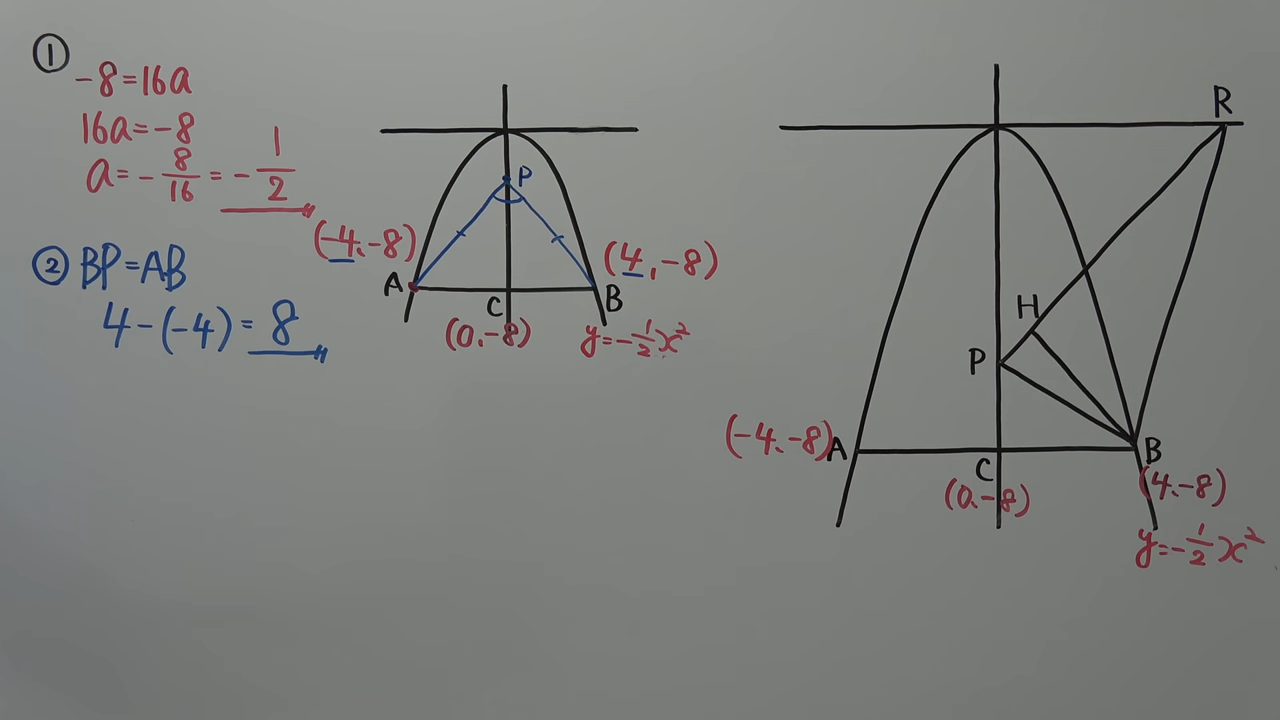 ①
-8=16a
16a=-8
a=-8/16=-1/2
② BP=AB
4-(-4)=8
P
(-4,-8)
(4,-8)
A
C
B
(0,-8)
y=-1/2x²
R
H
P
(-4,-8)
A
B
C
(4,-8)
(0,-8)
y=-1/2x²